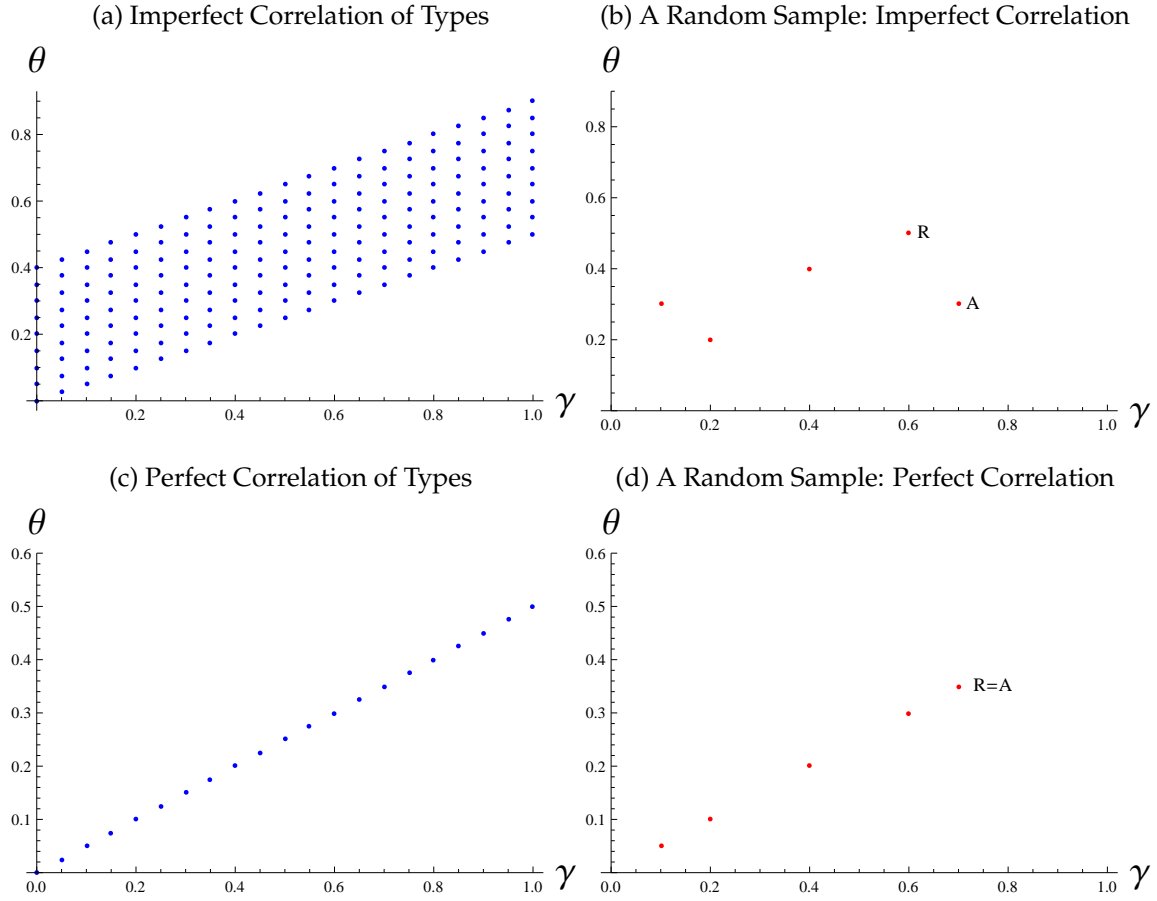 (a) Imperfect Correlation of Types
θ
0.8
0.6
0.4
0.2
0.2 0.4 0.6 0.8 1.0
γ
(b) A Random Sample: Imperfect Correlation
θ
0.8
0.6
R
0.4
A
0.2
0.0 0.2 0.4 0.6 0.8 1.0
γ
(c) Perfect Correlation of Types
θ
0.6
0.5
0.4
0.3
0.2
0.1
0.0 0.2 0.4 0.6 0.8 1.0
γ
(d) A Random Sample: Perfect Correlation
θ
0.6
0.5
0.4
R=A
0.3
0.2
0.1
0.0 0.2 0.4 0.6 0.8 1.0
γ